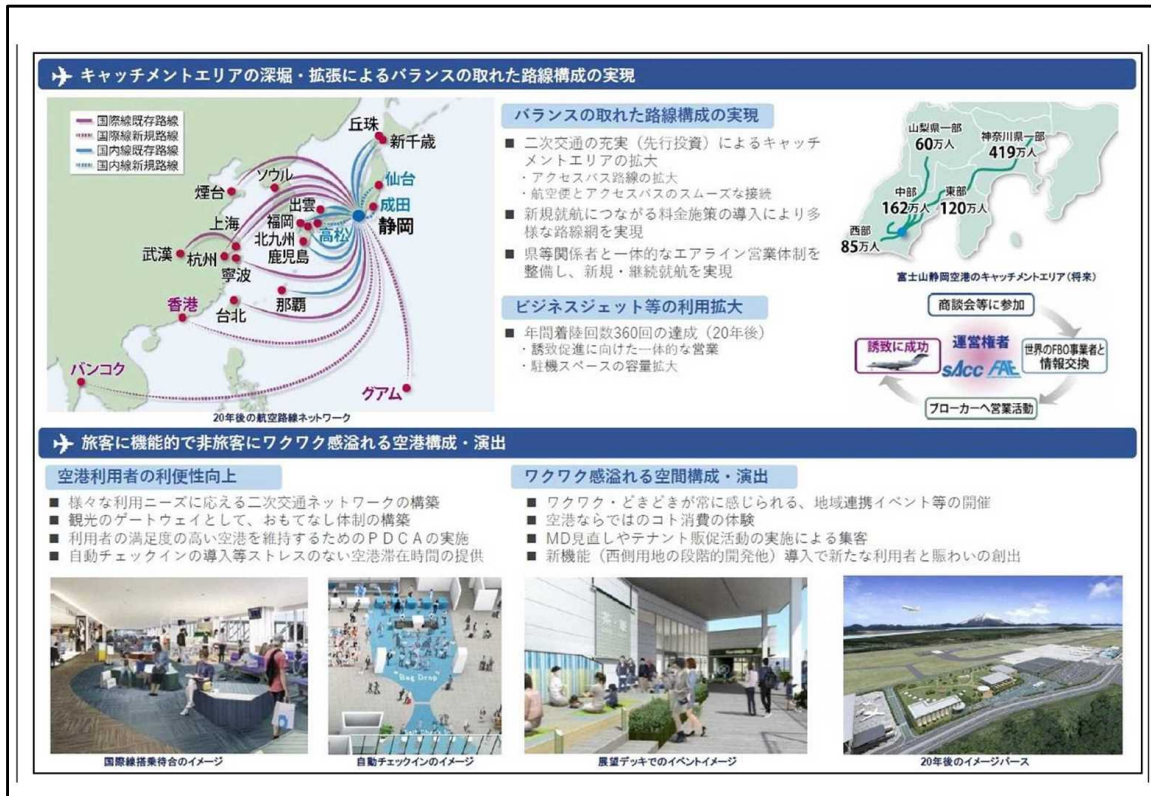 キャッチメントエリアの深堀・拡張によるバランスの取れた路線構成の実現
国際線既存路線
国際線新規路線
国内線既存路線
国内線新規路線
丘珠
新千歳
仙台
成田
静岡
ソウル
煙台
出雲
福岡
高松
北九州
鹿児島
上海
武漢
杭州
寧波
那覇
香港
台北
バンコク
グアム
20年後の航空路線ネットワーク
バランスの取れた路線構成の実現
■ 二次交通の充実（先行投資）によるキャッ
チメントエリアの拡大
・アクセスバス路線の拡大
・航空便とアクセスバスのスムーズな接続
■ 新規就航につながる料金施策の導入により多
様な路線網を実現
■ 県等関係者と一体的なエアライン営業体制を
整備し、新規・継続就航を実現
ビジネスジェット等の利用拡大
■ 年間着陸回数360回の達成（20年後）
・誘致促進に向けた一体的な営業
・駐機スペースの容量拡大
山梨県一部
60万人
神奈川県一部
419万人
中部
162万人
東部
120万人
西部
85万人
富士山静岡空港のキャッチメントエリア（将来）
商談会等に参加
誘致に成功
運営権者
sAcc FAE
世界のFBO事業者と
情報交換
ブローカーへ営業活動
旅客に機能的で非旅客にワクワク感溢れる空港構成・演出
空港利用者の利便性向上
■ 様々な利用ニーズに応える二次交通ネットワークの構築
■ 観光のゲートウェイとして、おもてなし体制の構築
■ 利用者の満足度の高い空港を維持するためのＰＤＣＡの実施
■ 自動チェックインの導入等ストレスのない空港滞在時間の提供
ワクワク感溢れる空間構成・演出
■ ワクワク・どきどきが常に感じられる、地域連携イベント等の開催
■ 空港ならではのコト消費の体験
■ MD見直しやテナント販促活動の実施による集客
■ 新機能（西側用地の段階的開発他）導入で新たな利用者と賑わいの創出
"Bag Drop"
国際線搭乗待合のイメージ
自動チェックインのイメージ
展望デッキでのイベントイメージ
20年後のイメージパース